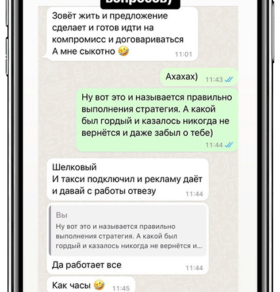 вопросов)
Зовёт жить и предложение
сделает и готов идти на
компромисс и договариваться
А мне сыкотно 🤣
11:01
Ахахах)
11:43
Ну вот это и называется правильно
выполнения стратегия. А какой
был гордый и казалось никогда не
вернётся и даже забыл о тебе)
11:44
Шелковый
И такси подключил и рекламу даёт
и давай с работы отвезу
11:44
Вы
Ну вот это и называется правильно
выполнения стратегия. А какой был
гордый и казалось никогда не вернётся и...
Да работает все
11:44
Как часы 🤣
11:45